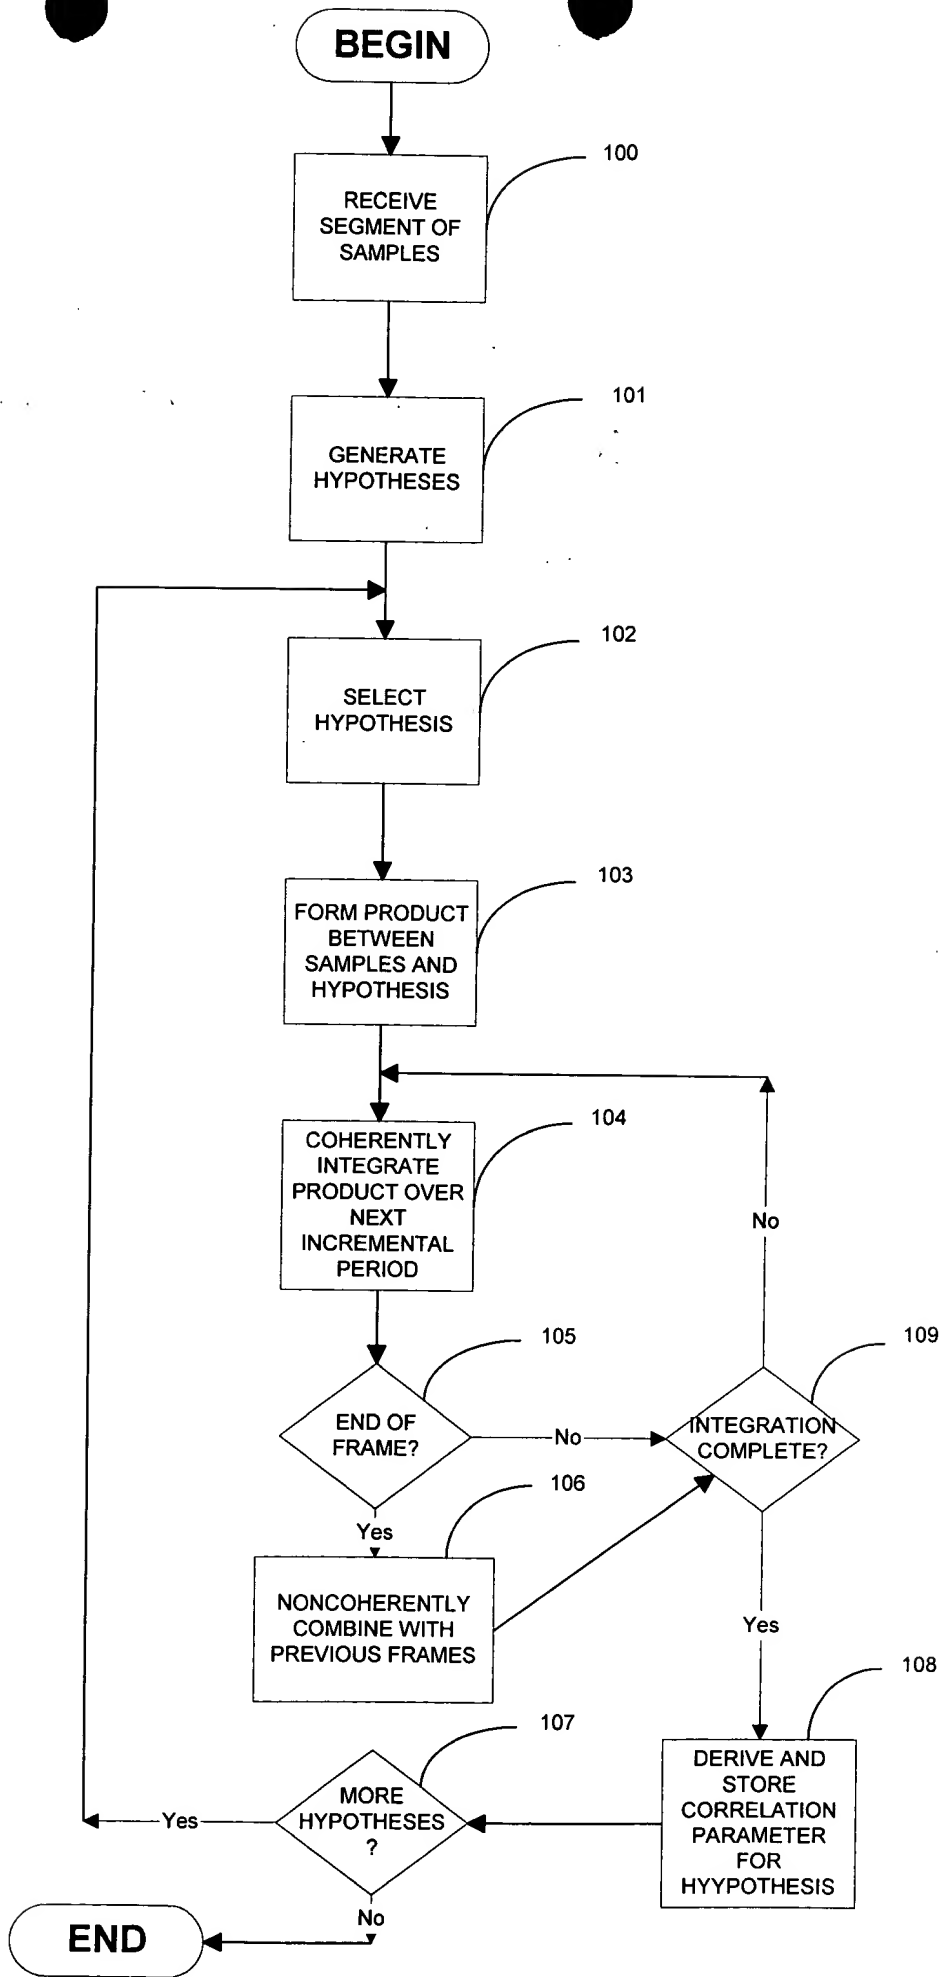 BEGIN
100
RECEIVE
SEGMENT OF
SAMPLES
101
GENERATE
HYPOTHESES
102
SELECT
HYPOTHESIS
103
FORM PRODUCT
BETWEEN
SAMPLES AND
HYPOTHESIS
104
COHERENTLY
INTEGRATE
PRODUCT OVER
NEXT
INCREMENTAL
PERIOD
No
105
END OF
FRAME?
No
109
INTEGRATION
COMPLETE?
Yes
106
NONCOHERENTLY
COMBINE WITH
PREVIOUS FRAMES
Yes
108
DERIVE AND
STORE
CORRELATION
PARAMETER
FOR
HYYPOTHESIS
107
MORE
HYPOTHESES
?
Yes
No
END